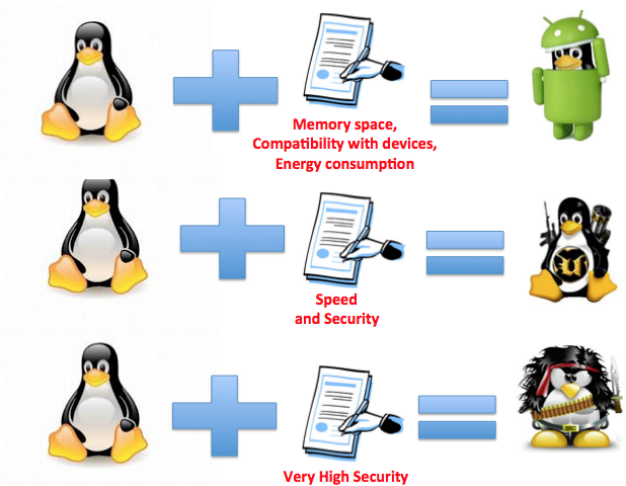 Memory space,
Compatibility with devices,
Energy consumption
Speed
and Security
Very High Security